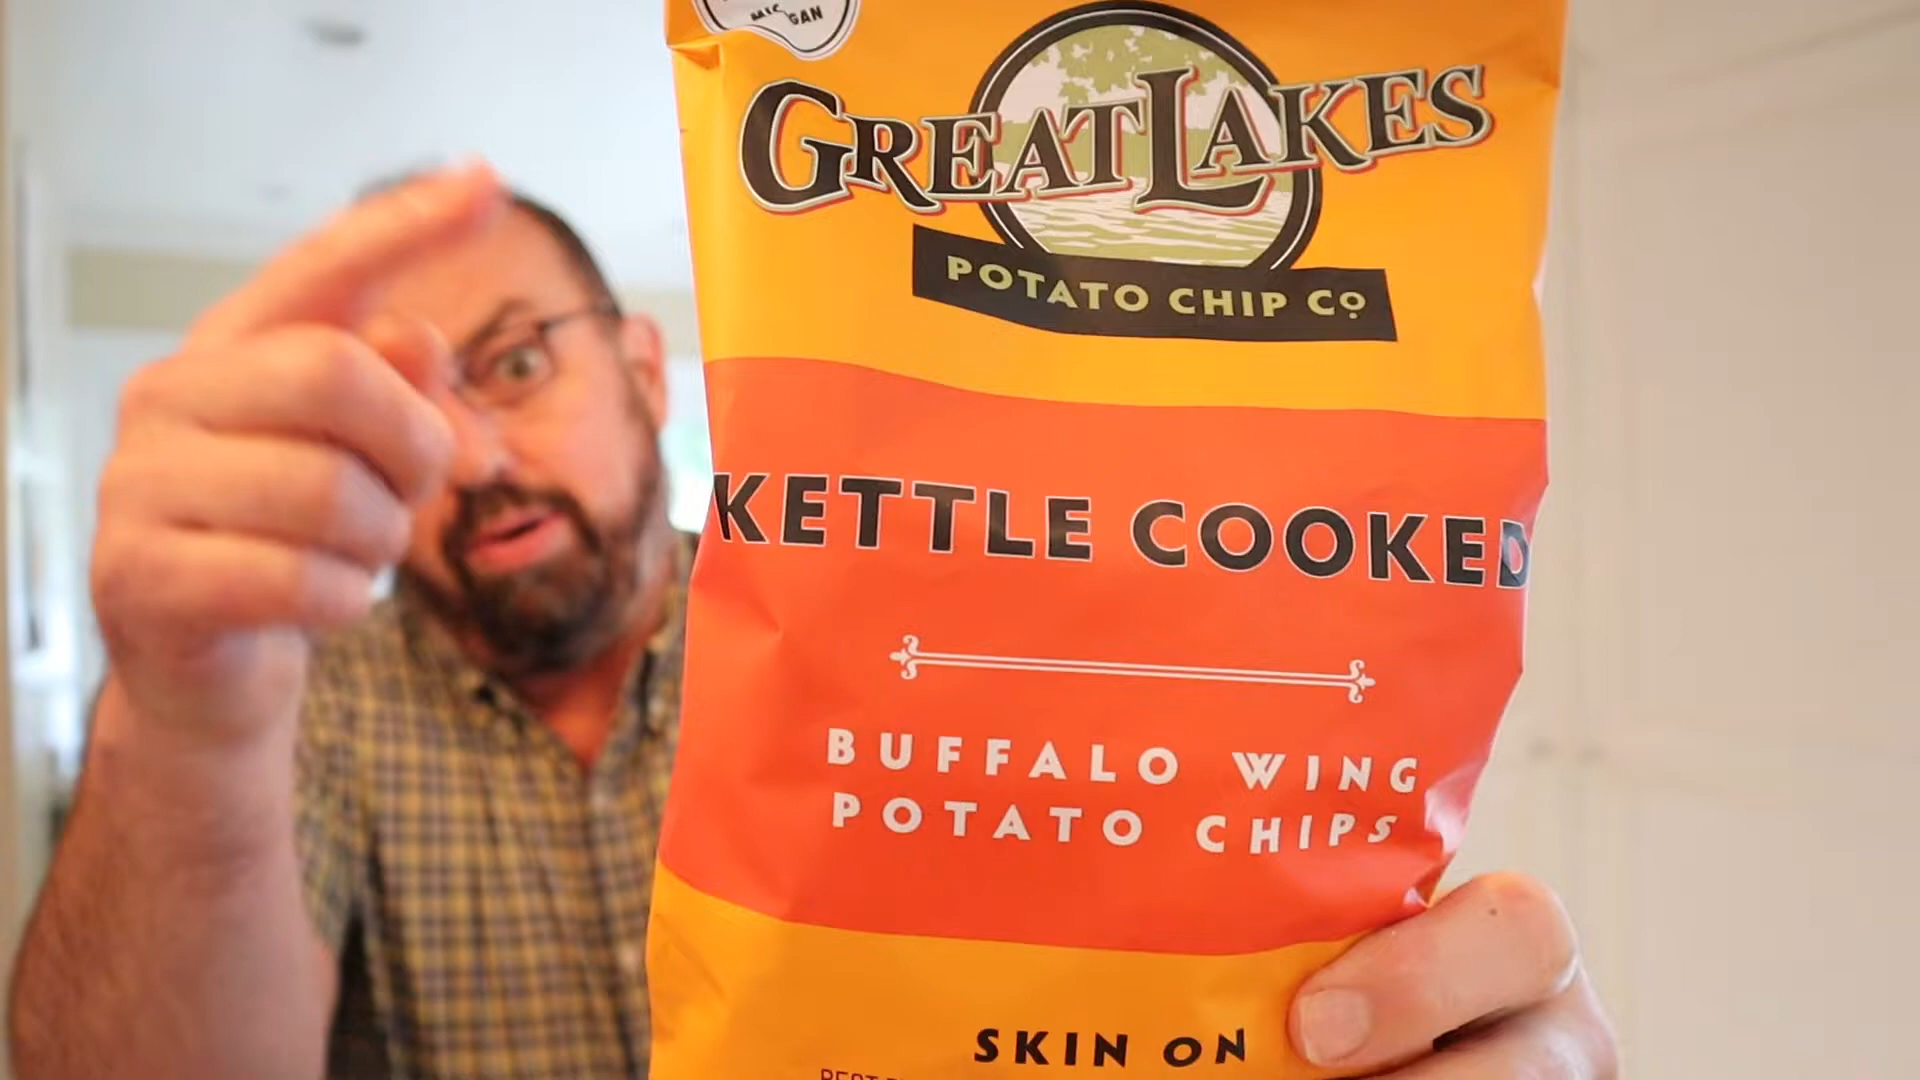 GREAT LAKES
POTATO CHIP CO
KETTLE COOKED
BUFFALO WING
POTATO CHIPS
SKIN ON